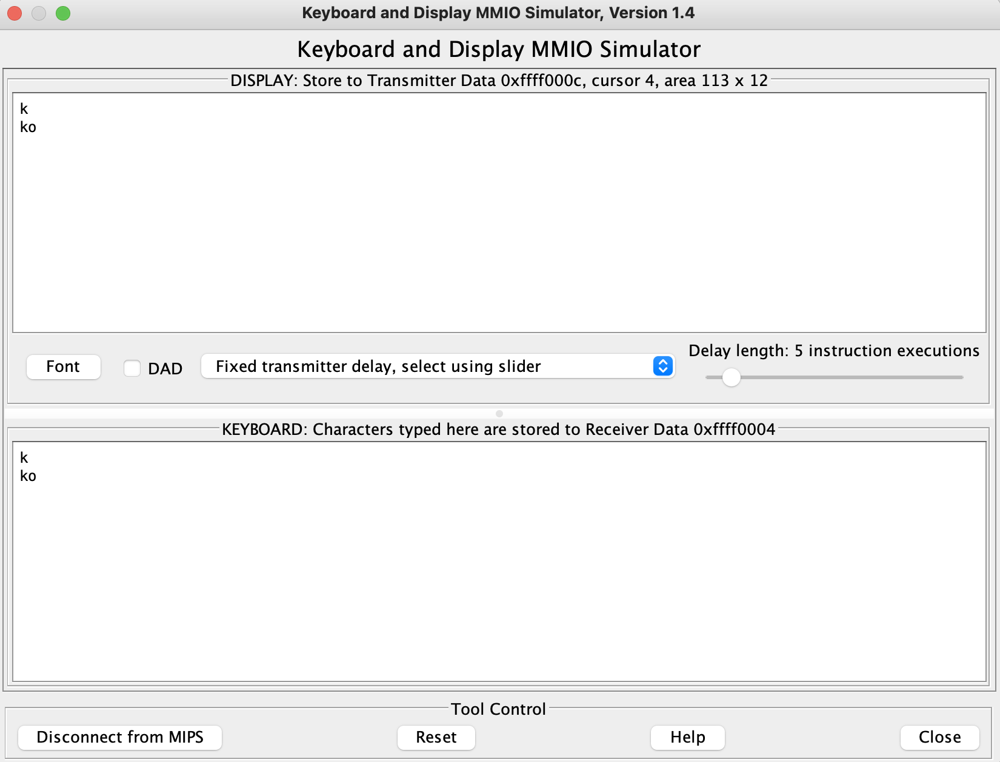 Keyboard and Display MMIO Simulator, Version 1.4
Keyboard and Display MMIO Simulator
DISPLAY: Store to Transmitter Data 0xffff000c, cursor 4, area 113 x 12
k
ko
Font
DAD
Fixed transmitter delay, select using slider
Delay length: 5 instruction executions
KEYBOARD: Characters typed here are stored to Receiver Data 0xffff0004
k
ko
Tool Control
Disconnect from MIPS
Reset
Help
Close